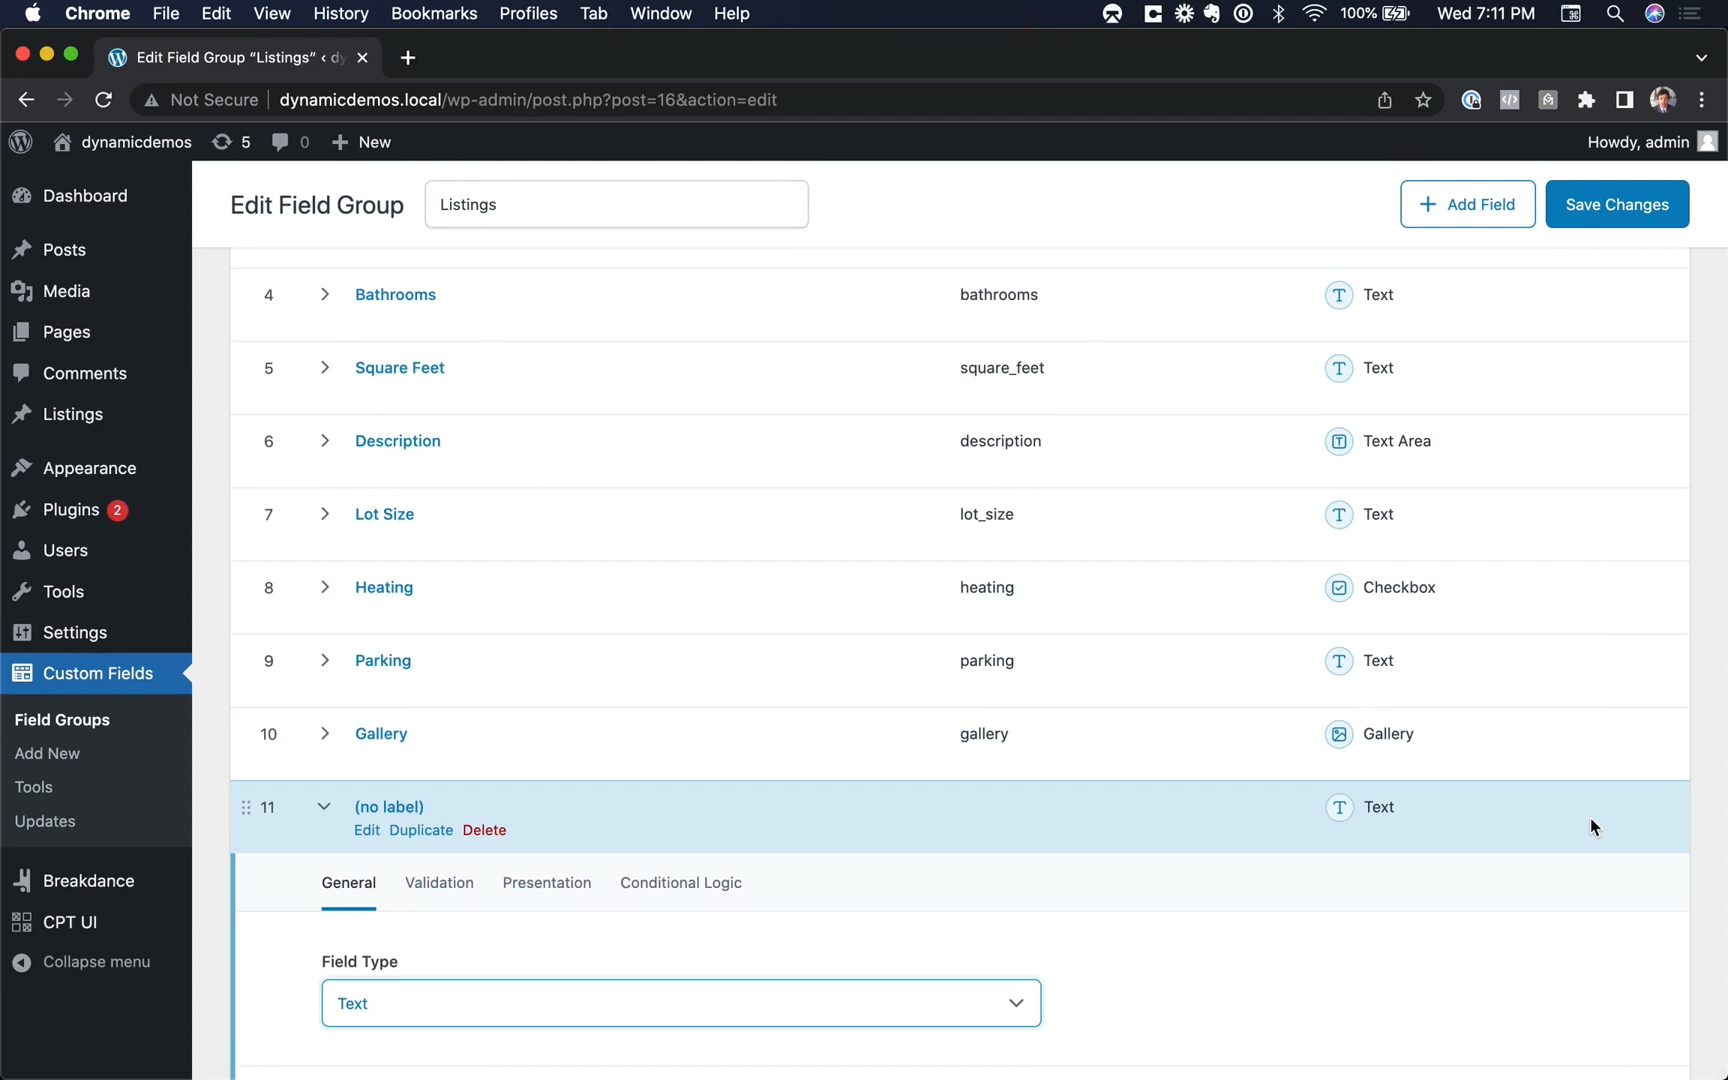 Chrome File Edit View History Bookmarks Profiles Tab Window Help 100% Wed 7:11 PM
Edit Field Group “Listings” ‹ dy
Not Secure dynamicdemos.local/wp-admin/post.php?post=16&action=edit
dynamicdemos 5 0 New Howdy, admin
Dashboard
Posts
Media
Pages
Comments
Listings
Appearance
Plugins 2
Users
Tools
Settings
Custom Fields
Field Groups
Add New
Tools
Updates
Breakdance
CPT UI
Collapse menu
Edit Field Group Listings Add Field Save Changes
4 Bathrooms bathrooms Text
5 Square Feet square_feet Text
6 Description description Text Area
7 Lot Size lot_size Text
8 Heating heating Checkbox
9 Parking parking Text
10 Gallery gallery Gallery
11 (no label) Text
Edit Duplicate Delete
General Validation Presentation Conditional Logic
Field Type
Text